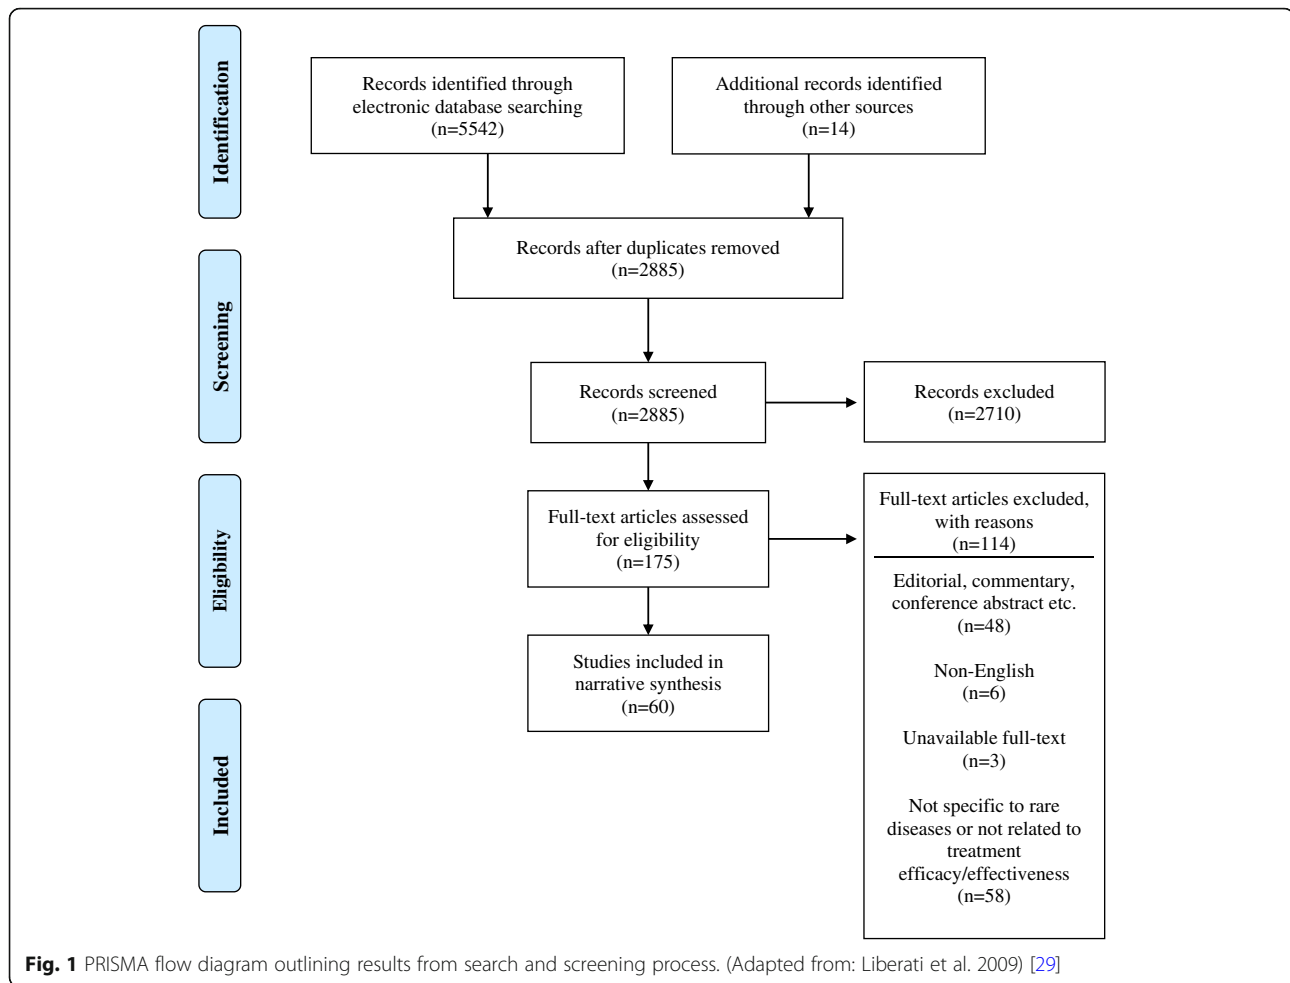 Identification
Records identified through
electronic database searching
(n=5542)
Additional records identified
through other sources
(n=14)
Records after duplicates removed
(n=2885)
Screening
Records screened
(n=2885)
Records excluded
(n=2710)
Eligibility
Full-text articles assessed
for eligibility
(n=175)
Full-text articles excluded,
with reasons
(n=114)
Editorial, commentary,
conference abstract etc.
(n=48)
Non-English
(n=6)
Unavailable full-text
(n=3)
Not specific to rare
diseases or not related to
treatment
efficacy/effectiveness
(n=58)
Studies included in
narrative synthesis
(n=60)
Included
Fig. 1 PRISMA flow diagram outlining results from search and screening process. (Adapted from: Liberati et al. 2009) [29]